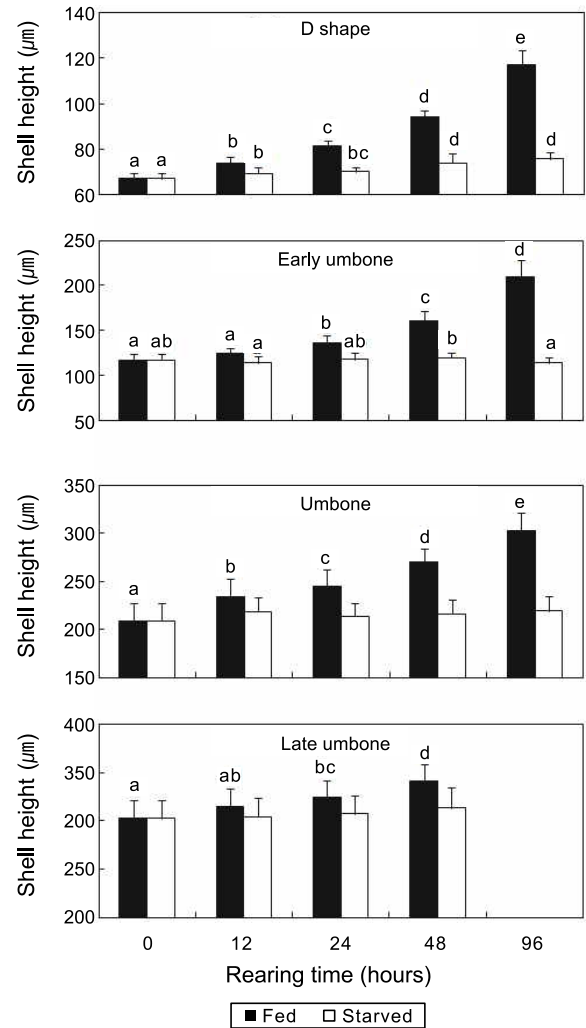 D shape
Shell height (㎛)
140
120
100
80
60
a a b b c bc d d e d
Early umbone
Shell height (㎛)
250
200
150
100
50
a ab a a b ab c b d a
Umbone
Shell height (㎛)
350
300
250
200
150
a b c d e
Late umbone
Shell height (㎛)
400
350
200
250
200
a ab bc d
0 12 24 48 96
Rearing time (hours)
Fed Starved